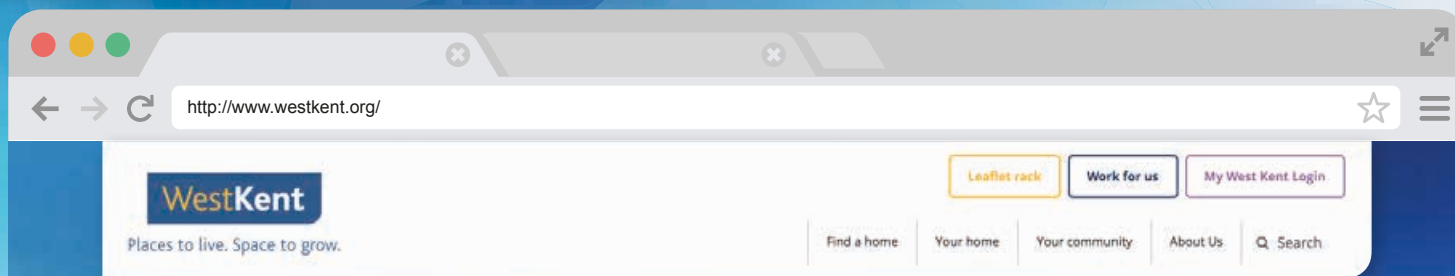 http://www.westkent.org/
Leaflet rack Work for us My West Kent Login
WestKent
Places to live. Space to grow.
Find a home Your home Your community About Us Search